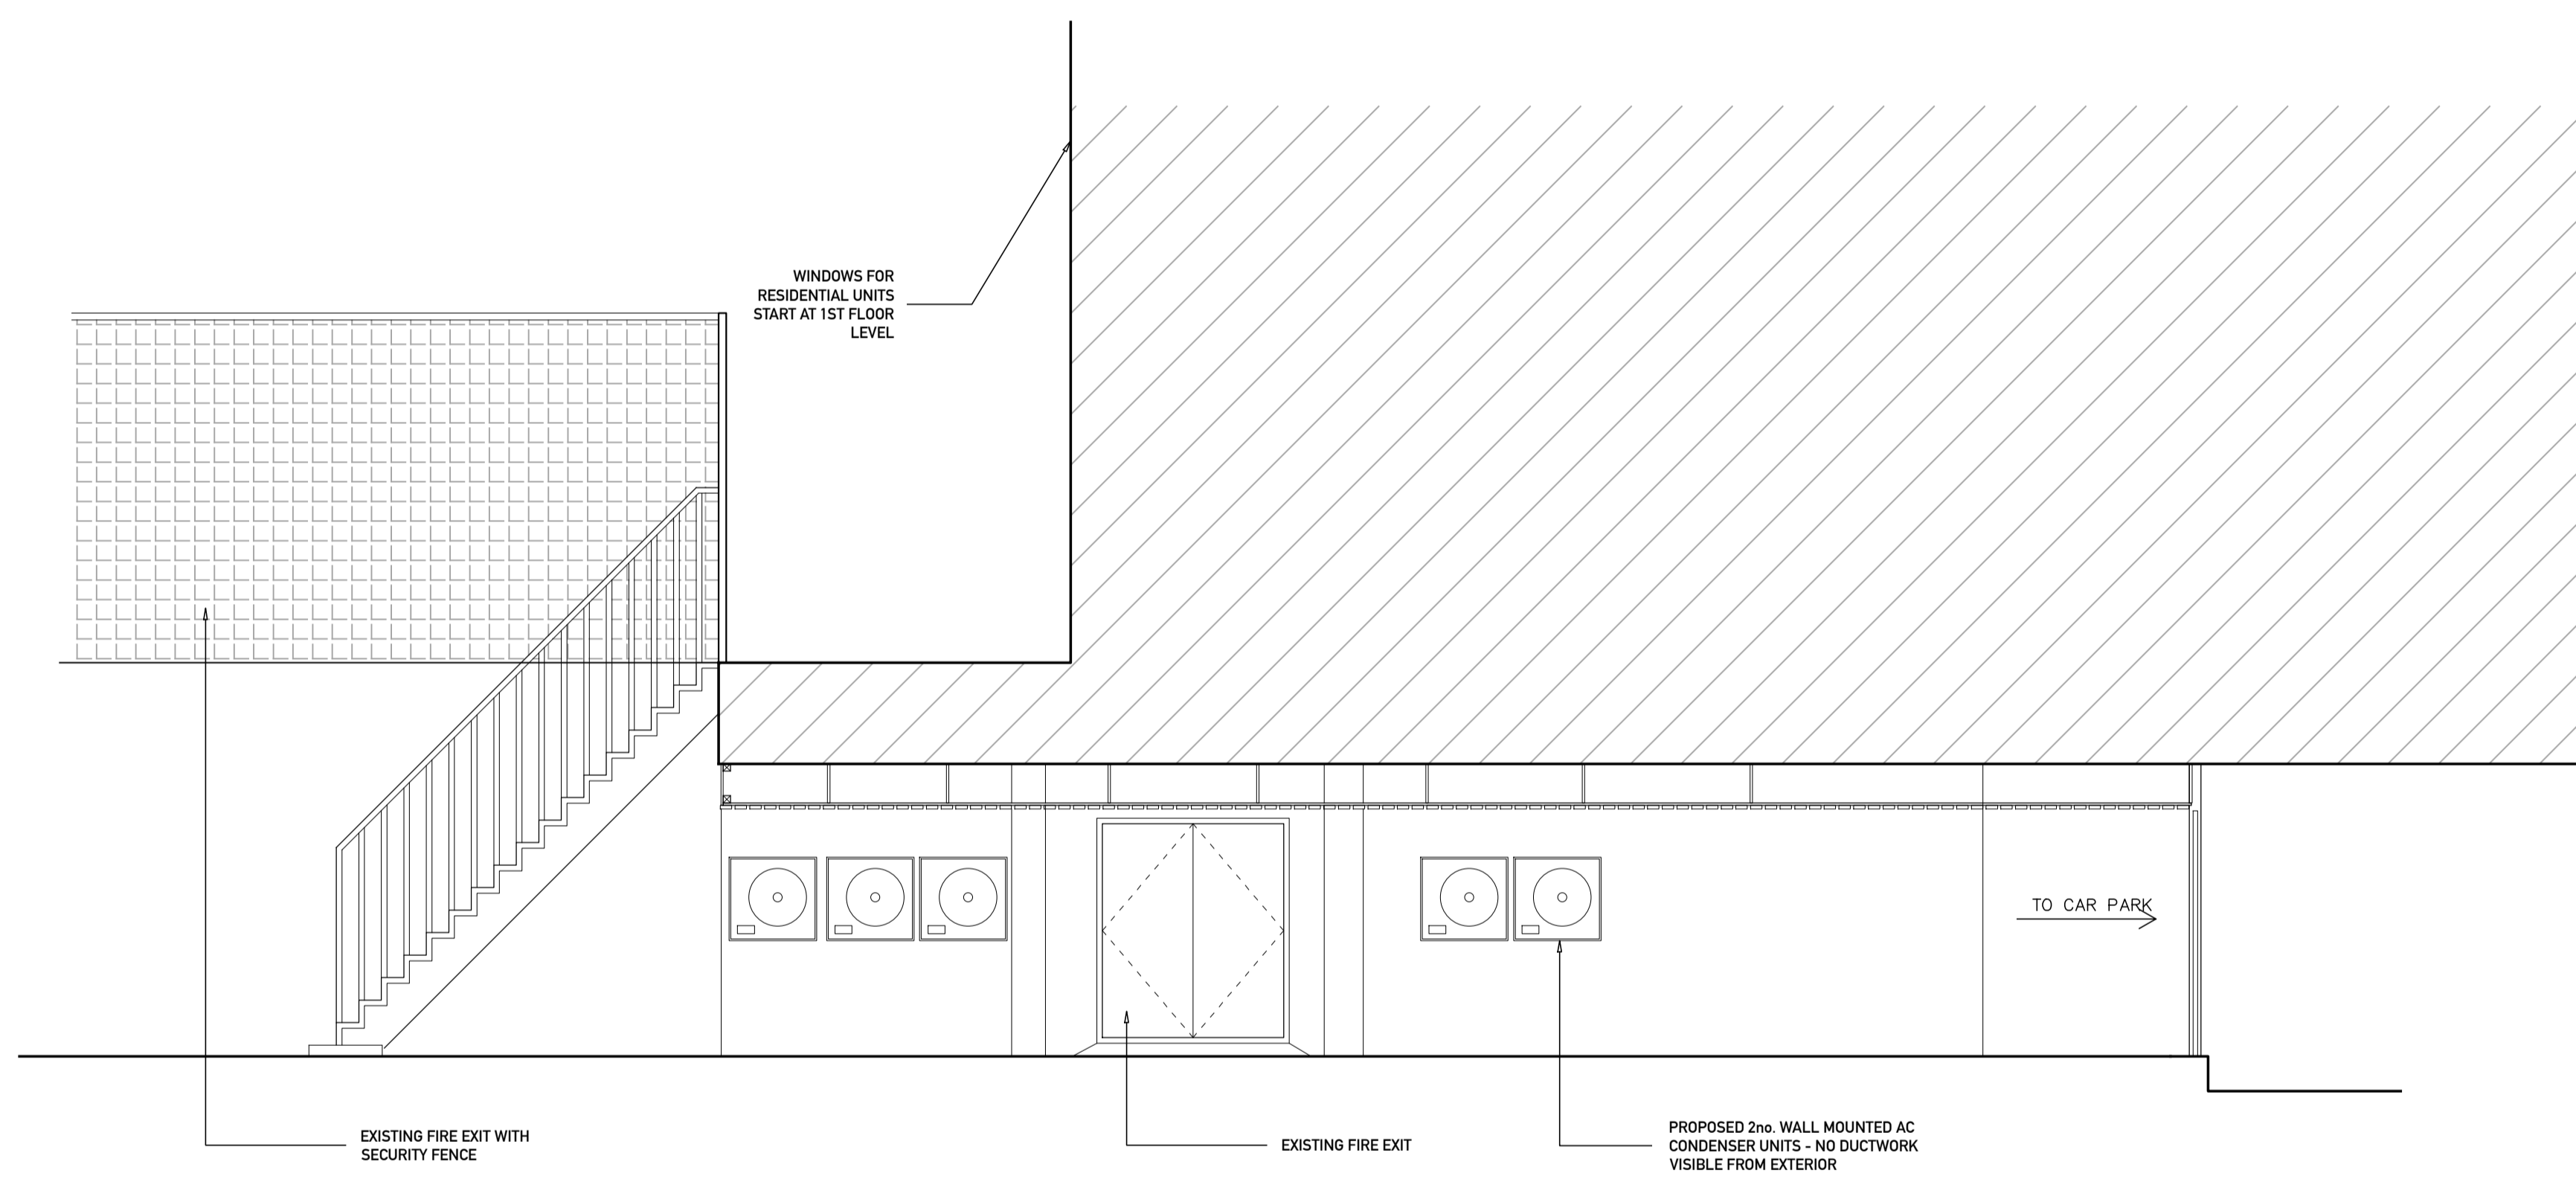 WINDOWS FOR
RESIDENTIAL UNITS
START AT 1ST FLOOR
LEVEL
TO CAR PARK
EXISTING FIRE EXIT WITH
SECURITY FENCE
EXISTING FIRE EXIT
PROPOSED 2no. WALL MOUNTED AC
CONDENSER UNITS - NO DUCTWORK
VISIBLE FROM EXTERIOR